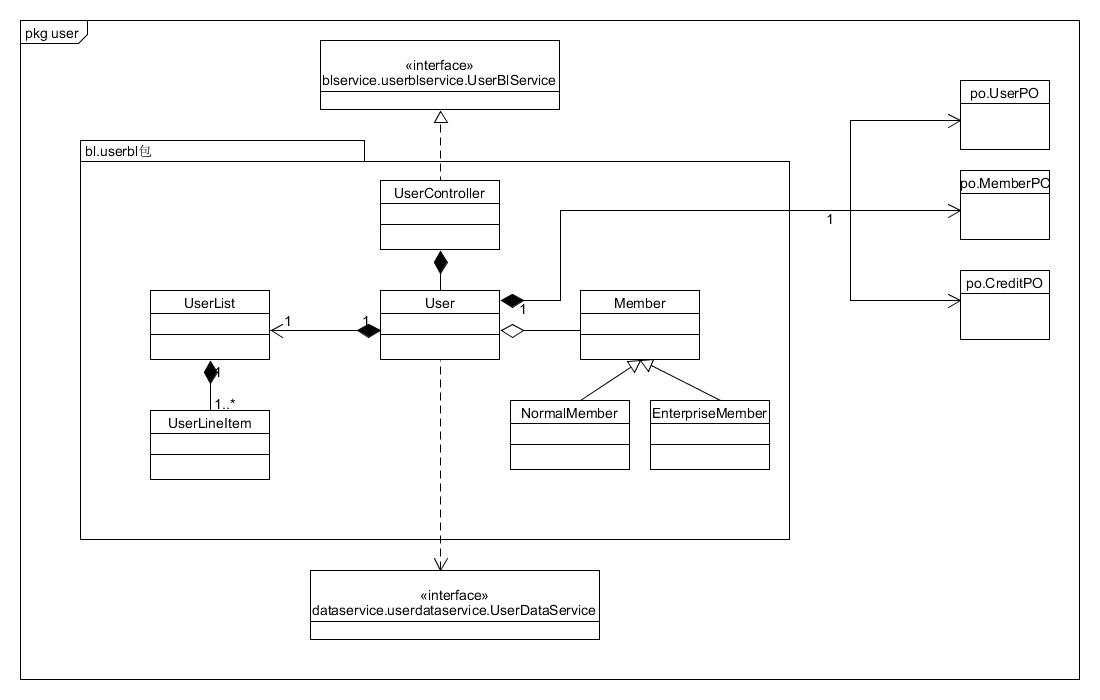 pkg user
«interface»
blservice.userblservice.UserBlService
po.UserPO
bl.userbl包
po.MemberPO
UserController
1
po.CreditPO
UserList
User
Member
1
1
1
1
1..*
UserLineItem
NormalMember
EnterpriseMember
«interface»
dataservice.userdataservice.UserDataService